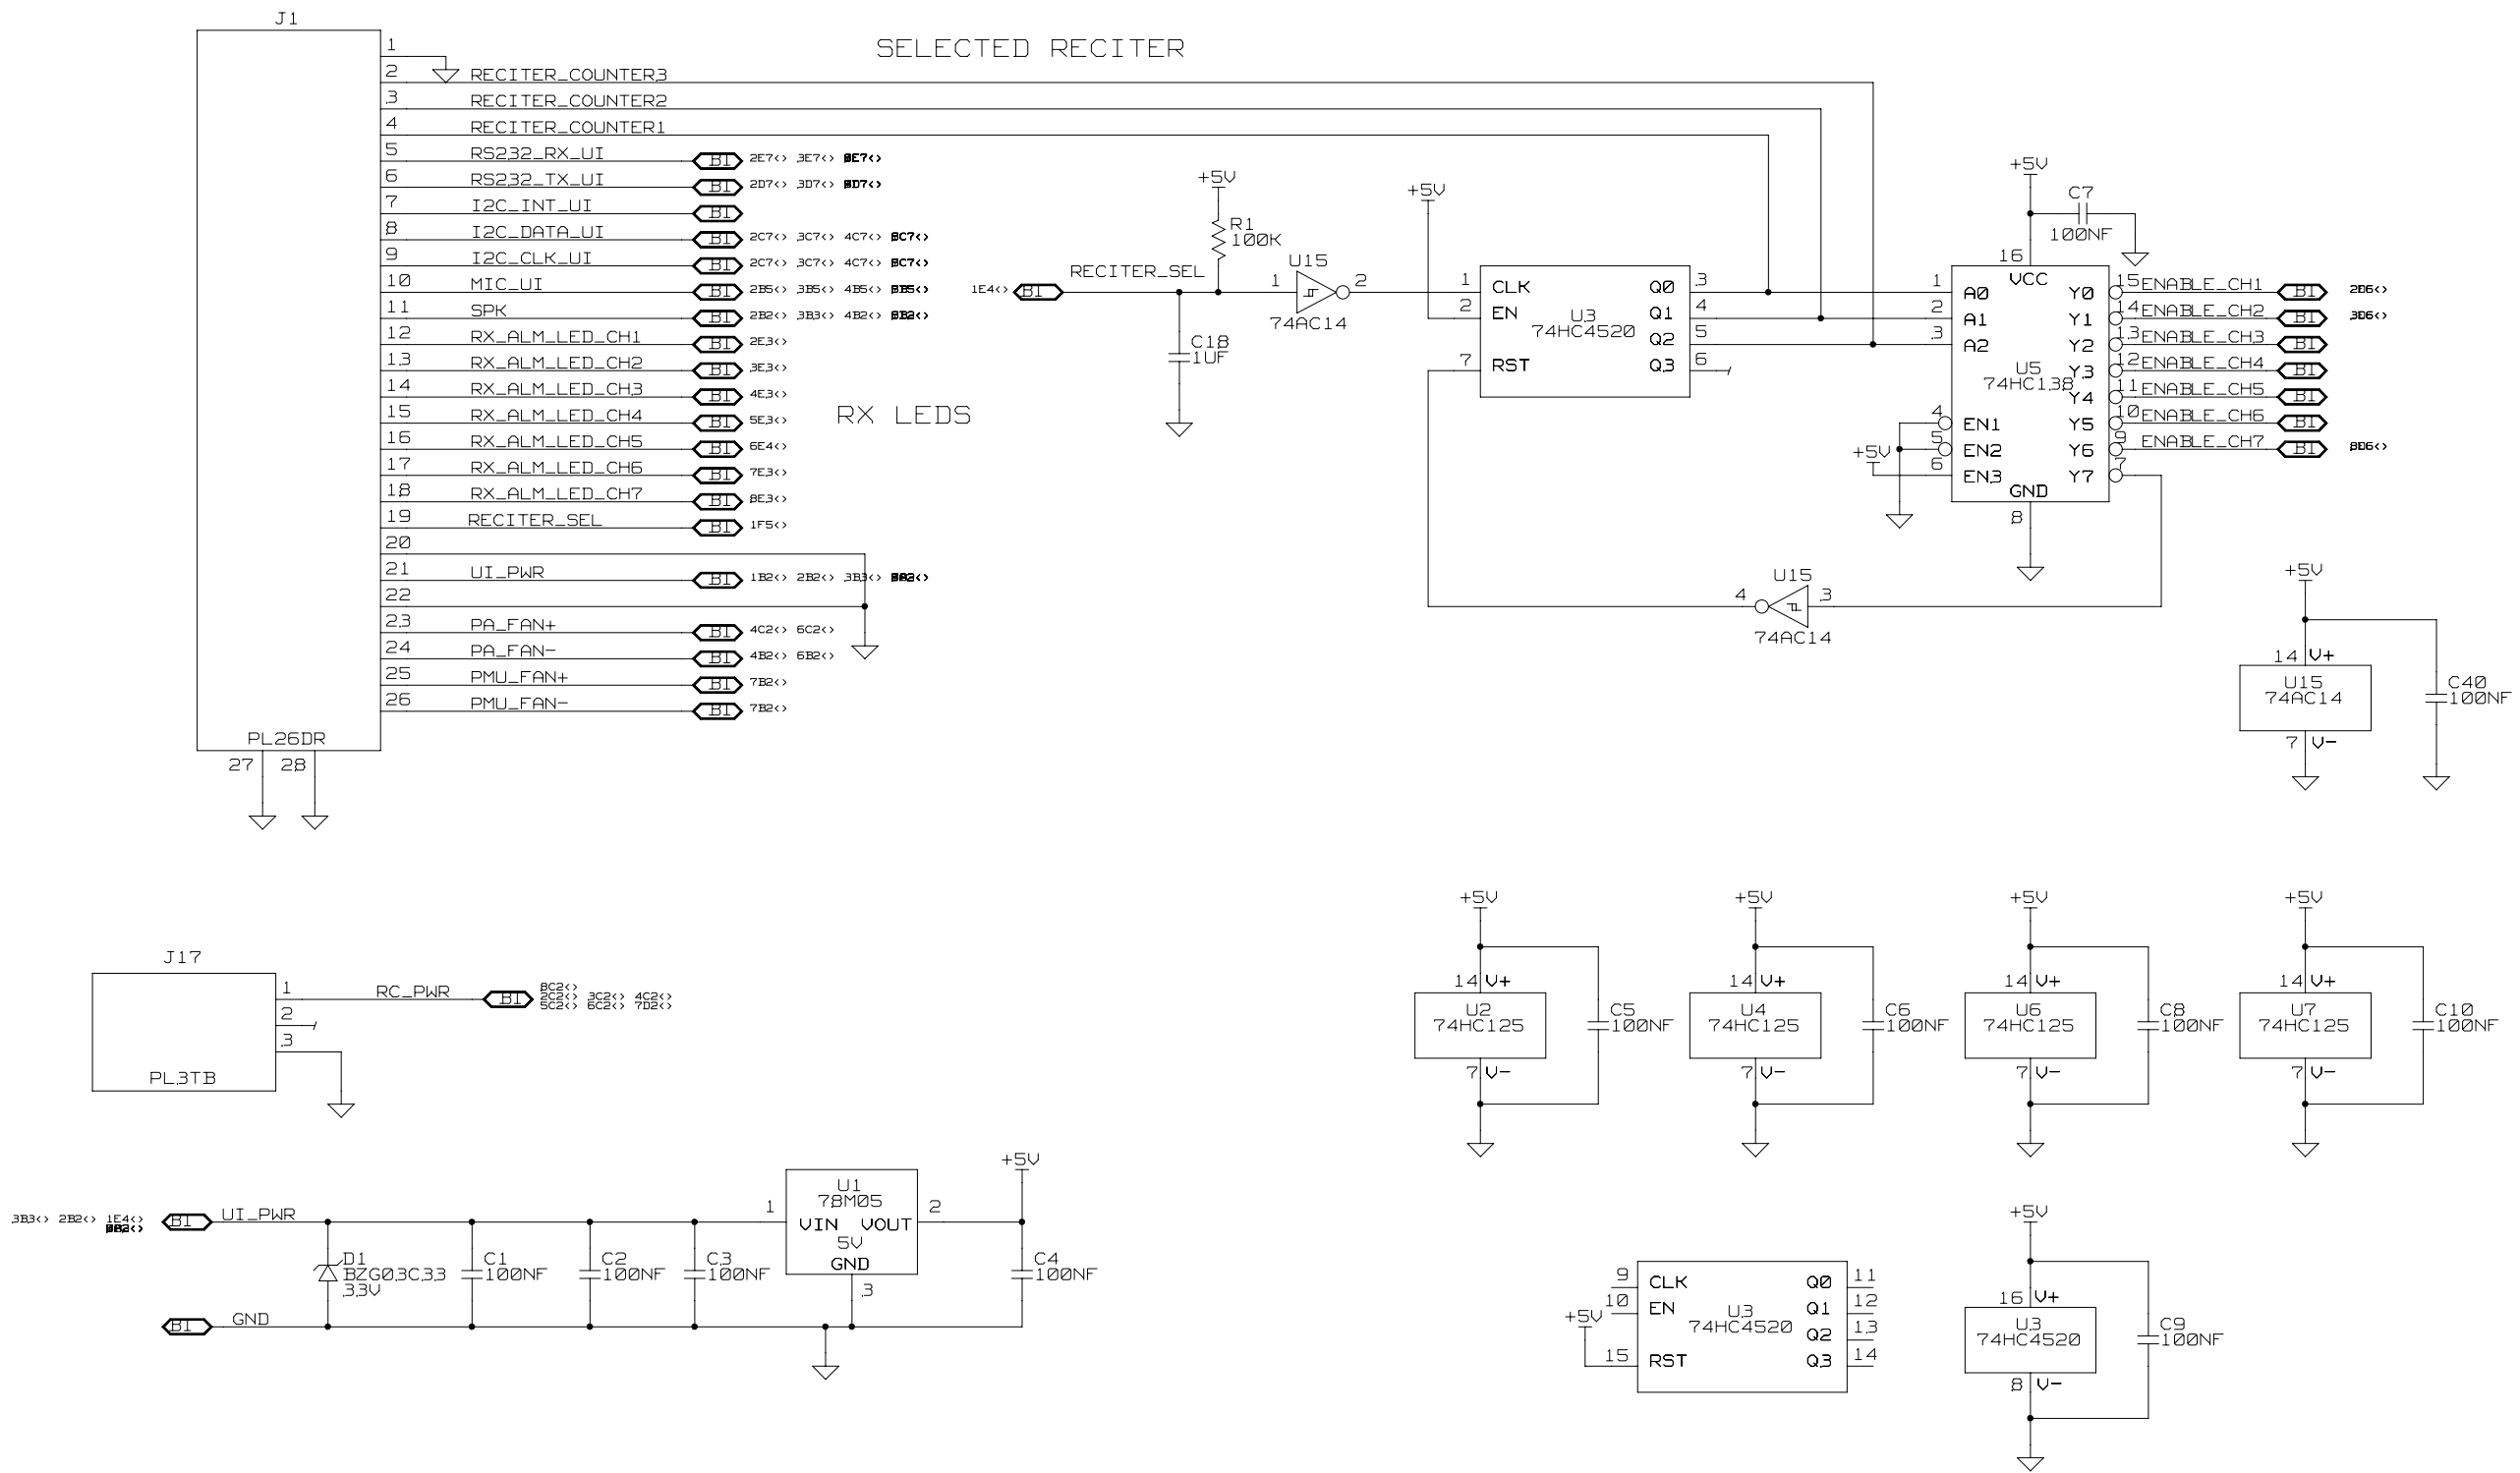 J1
SELECTED RECITER
1
2 RECITER_COUNTER3
3 RECITER_COUNTER2
4 RECITER_COUNTER1
5 RS232_RX_UI BI 2E7<> 3E7<>
6 RS232_TX_UI BI 2D7<> 3D7<>
7 I2C_INT_UI BI
8 I2C_DATA_UI BI 2C7<> 3C7<> 4C7<>
9 I2C_CLK_UI BI 2C7<> 3C7<> 4C7<>
10 MIC_UI BI 2B5<> 3B5<> 4B5<>
11 SPK BI 2B2<> 3B3<> 4B2<>
12 RX_ALM_LED_CH1 BI 2E3<>
13 RX_ALM_LED_CH2 BI 3E3<>
14 RX_ALM_LED_CH3 BI 4E3<>
15 RX_ALM_LED_CH4 BI 5E3<>
16 RX_ALM_LED_CH5 BI 6E4<>
17 RX_ALM_LED_CH6 BI 7E3<>
18 RX_ALM_LED_CH7 BI 8E3<>
19 RECITER_SEL BI 1F5<>
20
21 UI_PWR BI 1B2<> 2B2<> 3B3<>
22
23 PA_FAN+ BI 4C2<> 6C2<>
24 PA_FAN- BI 4B2<> 6B2<>
25 PMU_FAN+ BI 7B2<>
26 PMU_FAN- BI 7B2<>
PL26DR
27 28
RX LEDS
1E4<> BI RECITER_SEL
+5V
R1
100K
C18
1UF
U15
1 2
74AC14
+5V
1 CLK Q0 3
2 EN Q1 4
U3
74HC4520
Q2 5
7 RST Q3 6
+5V
C7
100NF
16
VCC
1 A0 Y0 15 ENABLE_CH1 BI 2D6<>
2 A1 Y1 14 ENABLE_CH2 BI 3D6<>
3 A2 Y2 13 ENABLE_CH3 BI
U5
74HC138
Y3 12 ENABLE_CH4 BI
Y4 11 ENABLE_CH5 BI
4 EN1 Y5 10 ENABLE_CH6 BI
5 EN2 Y6 9 ENABLE_CH7 BI 8D6<>
+5V 6 EN3 Y7 7
GND
8
U15
4 3
74AC14
+5V
14 V+
U15
74AC14
7 V-
C40
100NF
J17
1 RC_PWR BI 8C2<>
2C2<> 3C2<> 4C2<>
5C2<> 6C2<> 7D2<>
2
3
PL3TB
+5V
14 V+
U2
74HC125
7 V-
C5
100NF
+5V
14 V+
U4
74HC125
7 V-
C6
100NF
+5V
14 V+
U6
74HC125
7 V-
C8
100NF
+5V
14 V+
U7
74HC125
7 V-
C10
100NF
3B3<> 2B2<> 1E4<> BI UI_PWR
D1
BZG03C33
33V
C1
100NF
C2
100NF
C3
100NF
U1
78M05
1 VIN VOUT 2
5V
GND
3
+5V
C4
100NF
BI GND
9 CLK Q0 11
10 EN Q1 12
U3
74HC4520
Q2 13
+5V
15 RST Q3 14
+5V
16 V+
U3
74HC4520
8 V-
C9
100NF